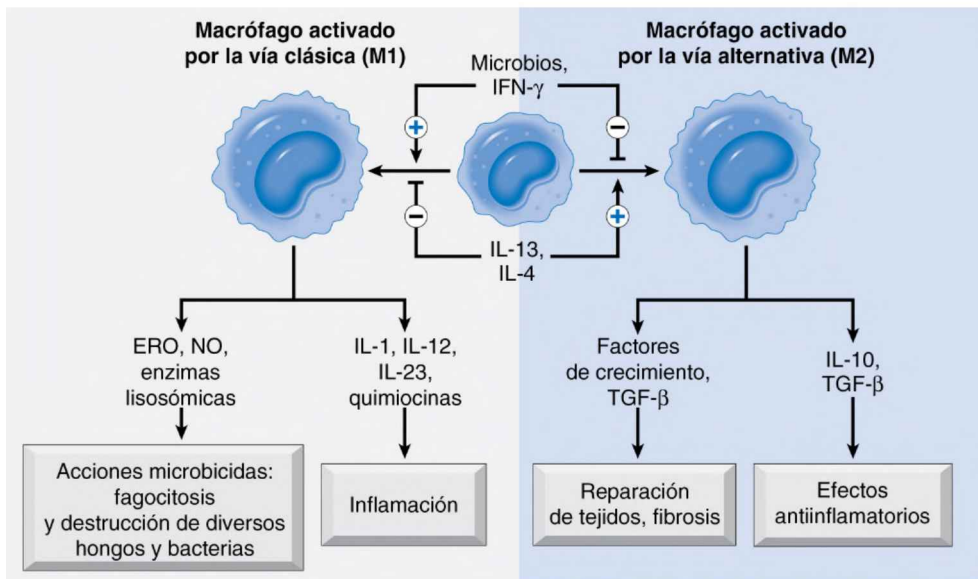 Macrófago activado
por la vía clásica (M1)
Macrófago activado
por la vía alternativa (M2)
Microbios,
IFN-γ
+
−
−
+
IL-13,
IL-4
ERO, NO,
enzimas
lisosómicas
IL-1, IL-12,
IL-23,
quimiocinas
Factores
de crecimiento,
TGF-β
IL-10,
TGF-β
Acciones microbicidas:
fagocitosis
y destrucción de diversos
hongos y bacterias
Inflamación
Reparación
de tejidos, fibrosis
Efectos
antiinflamatorios